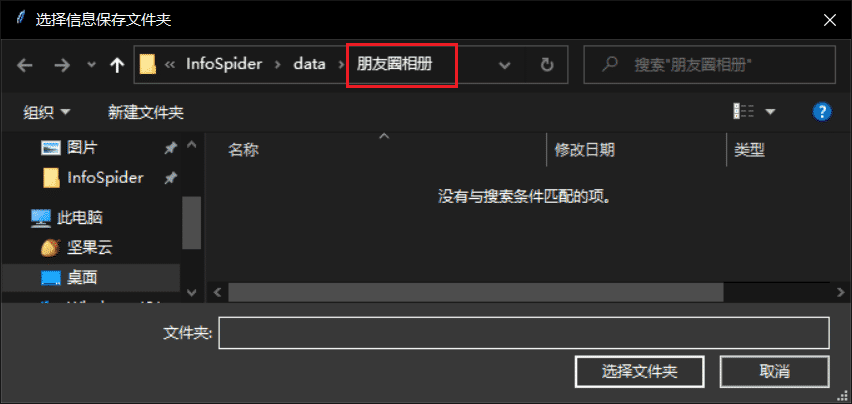 选择信息保存文件夹
« InfoSpider › data › 朋友圈相册
搜索"朋友圈相册"
组织 新建文件夹
图片
InfoSpider
此电脑
坚果云
桌面
名称 修改日期 类型
没有与搜索条件匹配的项。
文件夹:
选择文件夹 取消